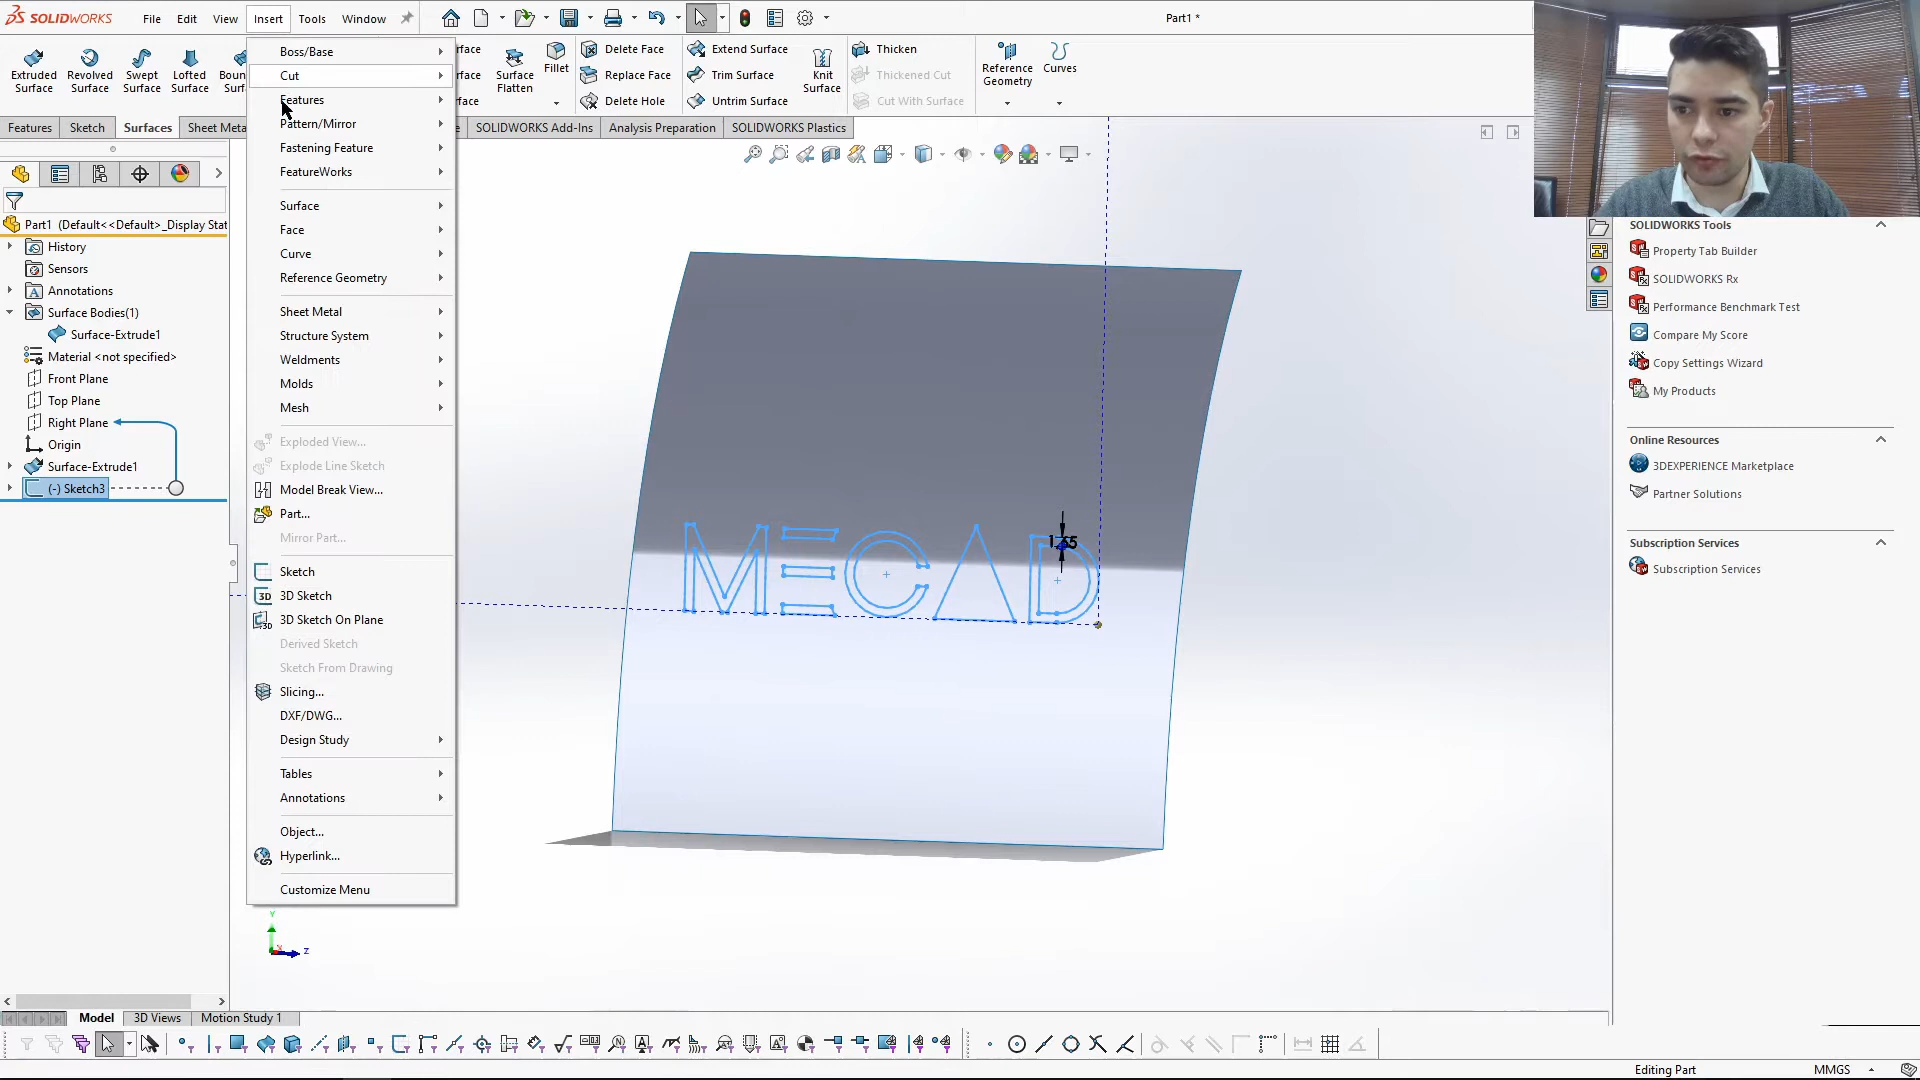 SOLIDWORKS File Edit View Insert Tools Window Part1 *
Extruded Surface Revolved Surface Swept Surface Lofted Surface Surface Flatten Fillet
Delete Face Replace Face Delete Hole
Extend Surface Trim Surface Untrim Surface
Knit Surface
Thicken Thickened Cut Cut With Surface
Reference Geometry Curves
Features Sketch Surfaces SOLIDWORKS Add-Ins Analysis Preparation SOLIDWORKS Plastics
Part1 (Default<<Default>_Display Stat
History
Sensors
Annotations
Surface Bodies(1)
Surface-Extrude1
Material <not specified>
Front Plane
Top Plane
Right Plane
Origin
Surface-Extrude1
(-) Sketch3
Boss/Base
Cut
Features
Pattern/Mirror
Fastening Feature
FeatureWorks
Surface
Face
Curve
Reference Geometry
Sheet Metal
Structure System
Weldments
Molds
Mesh
Exploded View...
Explode Line Sketch
Model Break View...
Part...
Mirror Part...
Sketch
3D Sketch
3D Sketch On Plane
Derived Sketch
Sketch From Drawing
Slicing...
DXF/DWG...
Design Study
Tables
Annotations
Object...
Hyperlink...
Customize Menu
MECAD
1.65
Y
Z
SOLIDWORKS Tools
Property Tab Builder
SOLIDWORKS Rx
Performance Benchmark Test
Compare My Score
Copy Settings Wizard
My Products
Online Resources
3DEXPERIENCE Marketplace
Partner Solutions
Subscription Services
Subscription Services
Model 3D Views Motion Study 1
Editing Part MMGS